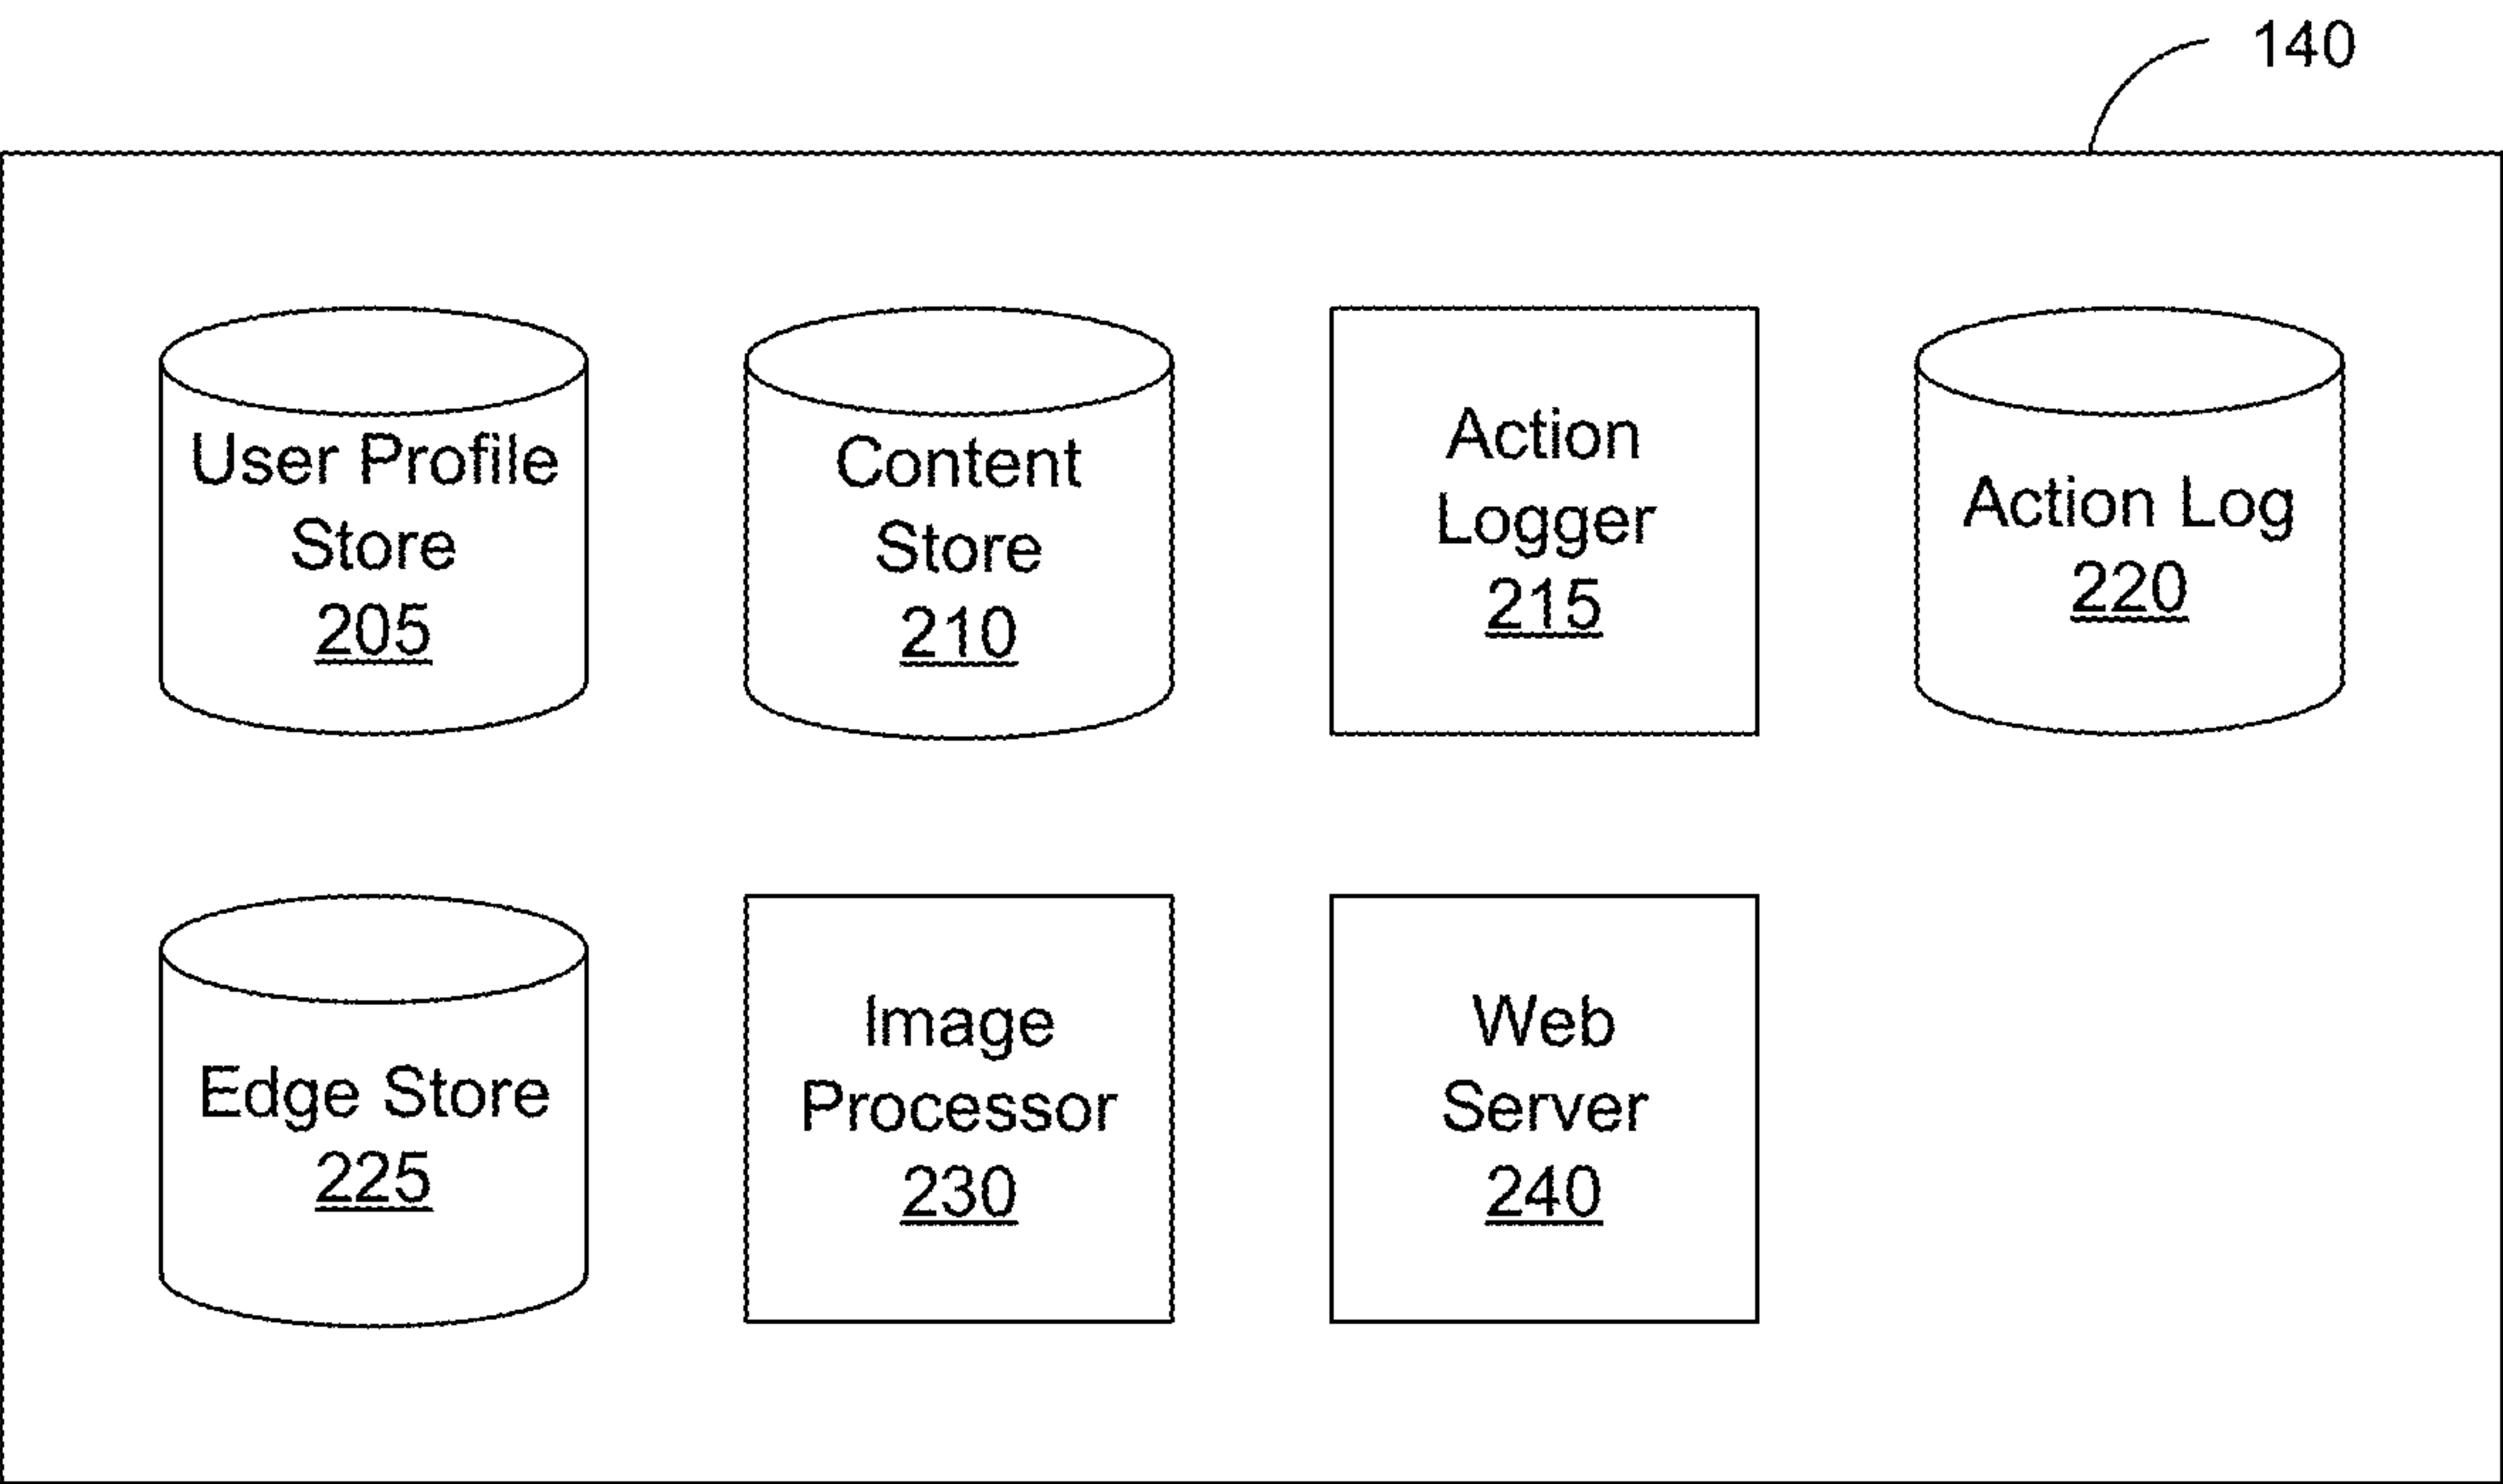 140
User Profile
Store
205
Content
Store
210
Action
Logger
215
Action Log
220
Edge Store
225
Image
Processor
230
Web
Server
240